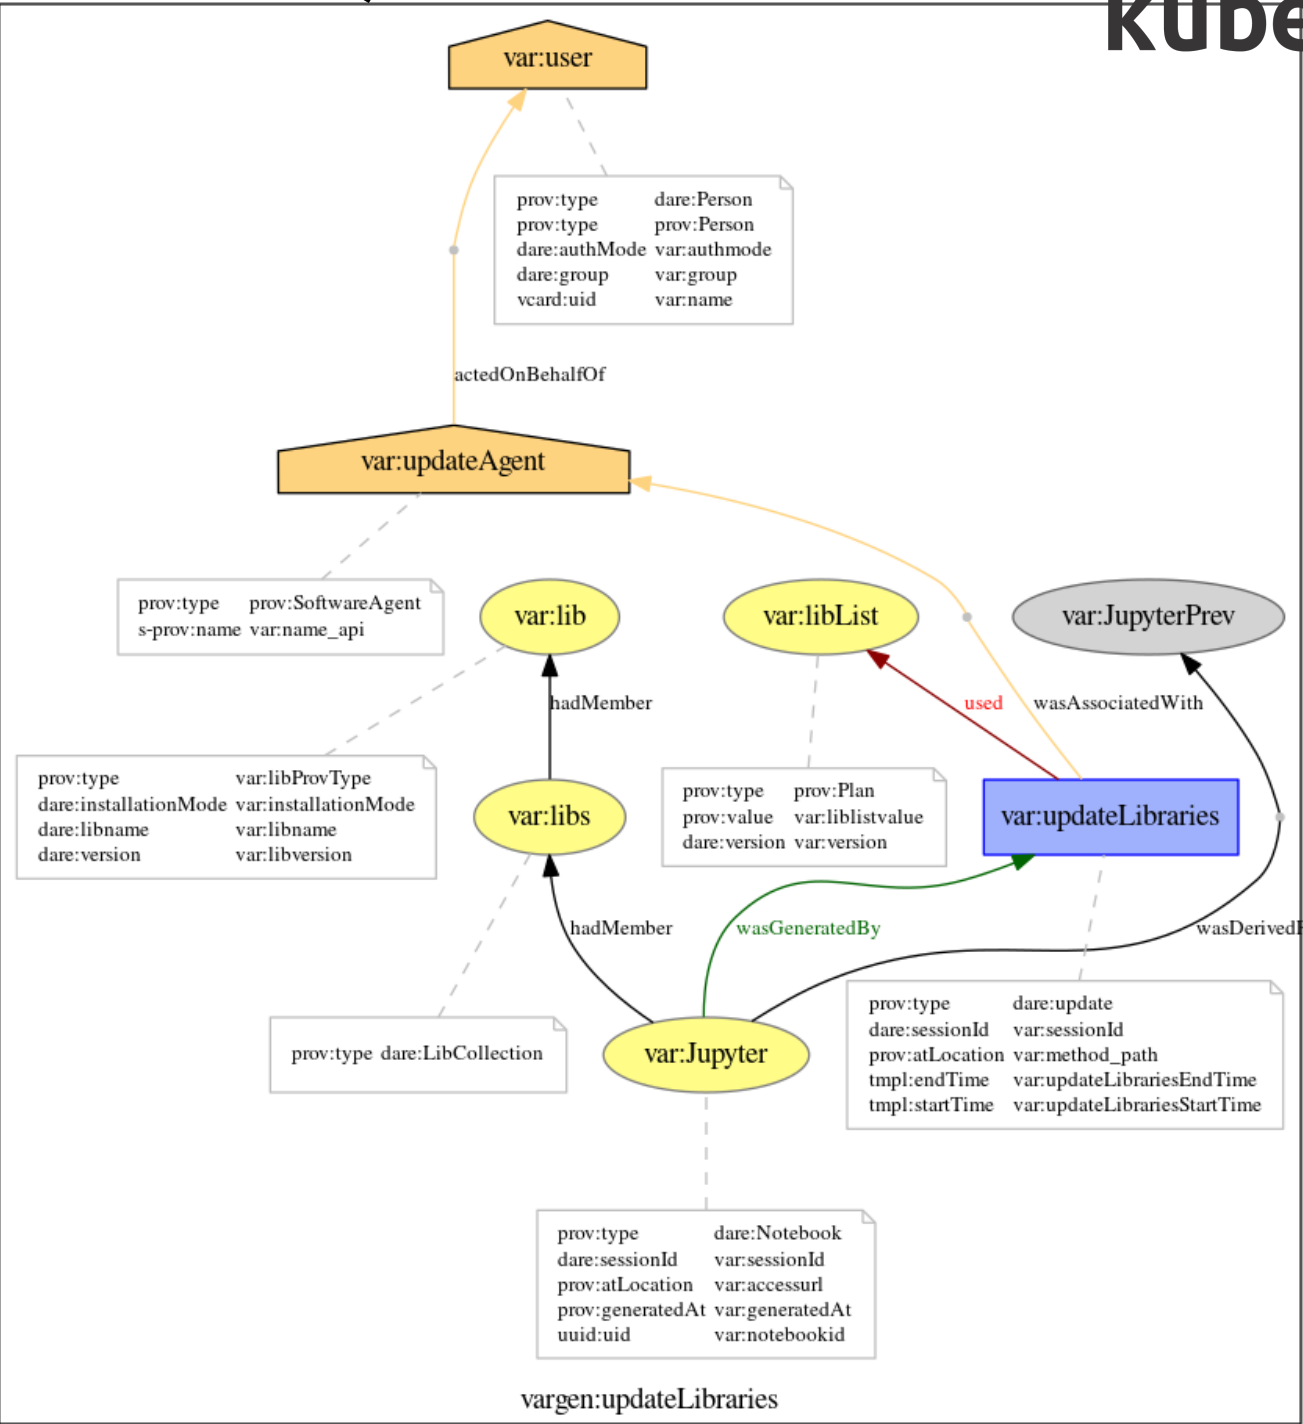 Kube
var:user
prov:type dare:Person
prov:type prov:Person
dare:authMode var:authmode
dare:group var:group
vcard:uid var:name
actedOnBehalfOf
var:updateAgent
prov:type prov:SoftwareAgent
s-prov:name var:name_api
var:lib
var:libList
var:JupyterPrev
hadMember
used
wasAssociatedWith
prov:type var:libProvType
dare:installationMode var:installationMode
dare:libname var:libname
dare:version var:libversion
var:libs
prov:type prov:Plan
prov:value var:liblistvalue
dare:version var:version
var:updateLibraries
hadMember
wasGeneratedBy
wasDerivedF
prov:type dare:LibCollection
var:Jupyter
prov:type dare:update
dare:sessionId var:sessionId
prov:atLocation var:method_path
tmpl:endTime var:updateLibrariesEndTime
tmpl:startTime var:updateLibrariesStartTime
prov:type dare:Notebook
dare:sessionId var:sessionId
prov:atLocation var:accessurl
prov:generatedAt var:generatedAt
uuid:uid var:notebookid
vargen:updateLibraries